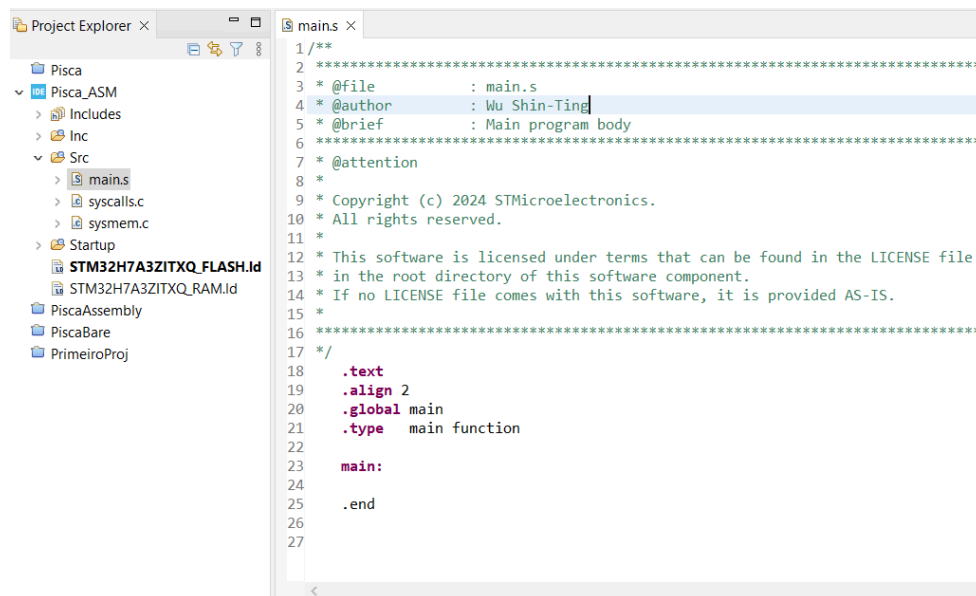 Project Explorer
Pisca
Pisca_ASM
Includes
Inc
Src
main.s
syscalls.c
sysmem.c
Startup
STM32H7A3ZITXQ_FLASH.ld
STM32H7A3ZITXQ_RAM.ld
PiscaAssembly
PiscaBare
PrimeiroProj
main.s
1 /**
2 ******************************************************************************
3 * @file : main.s
4 * @author : Wu Shin-Ting
5 * @brief : Main program body
6 ******************************************************************************
7 * @attention
8 *
9 * Copyright (c) 2024 STMicroelectronics.
10 * All rights reserved.
11 *
12 * This software is licensed under terms that can be found in the LICENSE file
13 * in the root directory of this software component.
14 * If no LICENSE file comes with this software, it is provided AS-IS.
15 *
16 ******************************************************************************
17 */
18 .text
19 .align 2
20 .global main
21 .type main function
22
23 main:
24
25 .end
26
27